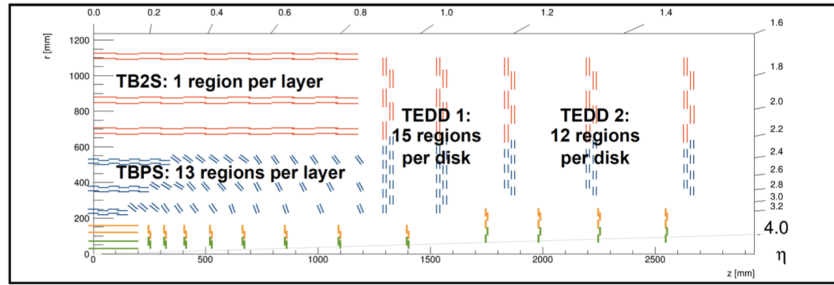 0.0 0.2 0.4 0.6 0.8 1.0 1.2 1.4 1.6
r [mm]
1200
1000
800
600
400
200
0
TB2S: 1 region per layer
TBPS: 13 regions per layer
TEDD 1:
15 regions
per disk
TEDD 2:
12 regions
per disk
1.8
2.0
2.2
2.4
2.6
2.8
3.0
3.2
4.0
η
0 500 1000 1500 2000 2500
z [mm]